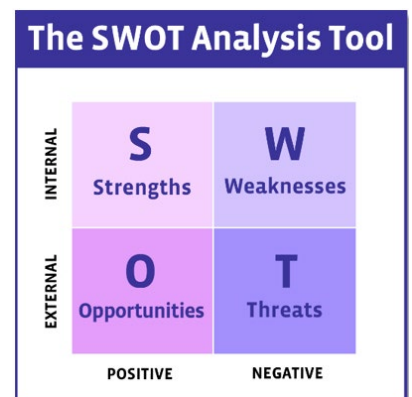 The SWOT Analysis Tool
INTERNAL
S
Strengths
W
Weaknesses
EXTERNAL
O
Opportunities
T
Threats
POSITIVE
NEGATIVE